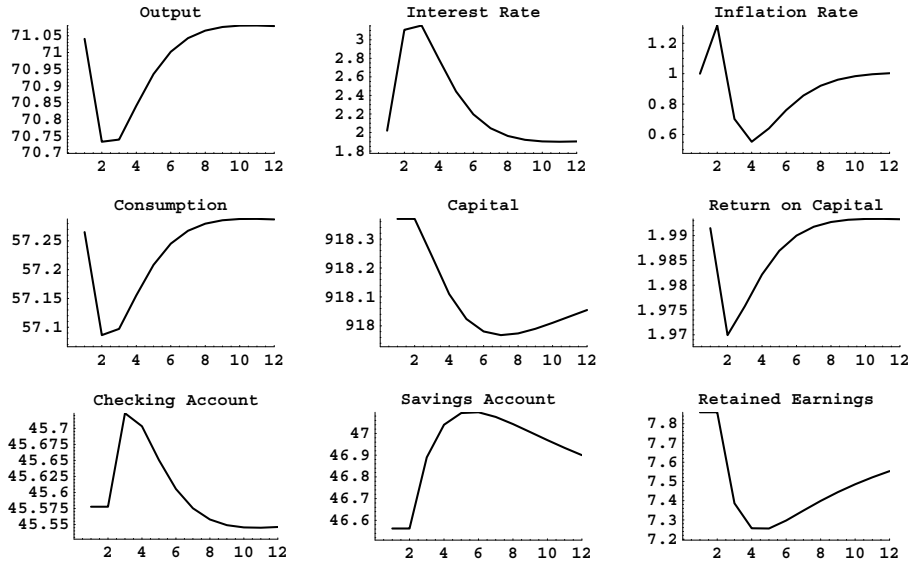 Output
71.05
71
70.95
70.9
70.85
70.8
70.75
70.7
2 4 6 8 10 12
Interest Rate
3
2.8
2.6
2.4
2.2
2
1.8
2 4 6 8 10 12
Inflation Rate
1.2
1
0.8
0.6
2 4 6 8 10 12
Consumption
57.25
57.2
57.15
57.1
2 4 6 8 10 12
Capital
918.3
918.2
918.1
918
2 4 6 8 10 12
Return on Capital
1.99
1.985
1.98
1.975
1.97
2 4 6 8 10 12
Checking Account
45.7
45.675
45.65
45.625
45.6
45.575
45.55
2 4 6 8 10 12
Savings Account
47
46.9
46.8
46.7
46.6
2 4 6 8 10 12
Retained Earnings
7.8
7.7
7.6
7.5
7.4
7.3
7.2
2 4 6 8 10 12